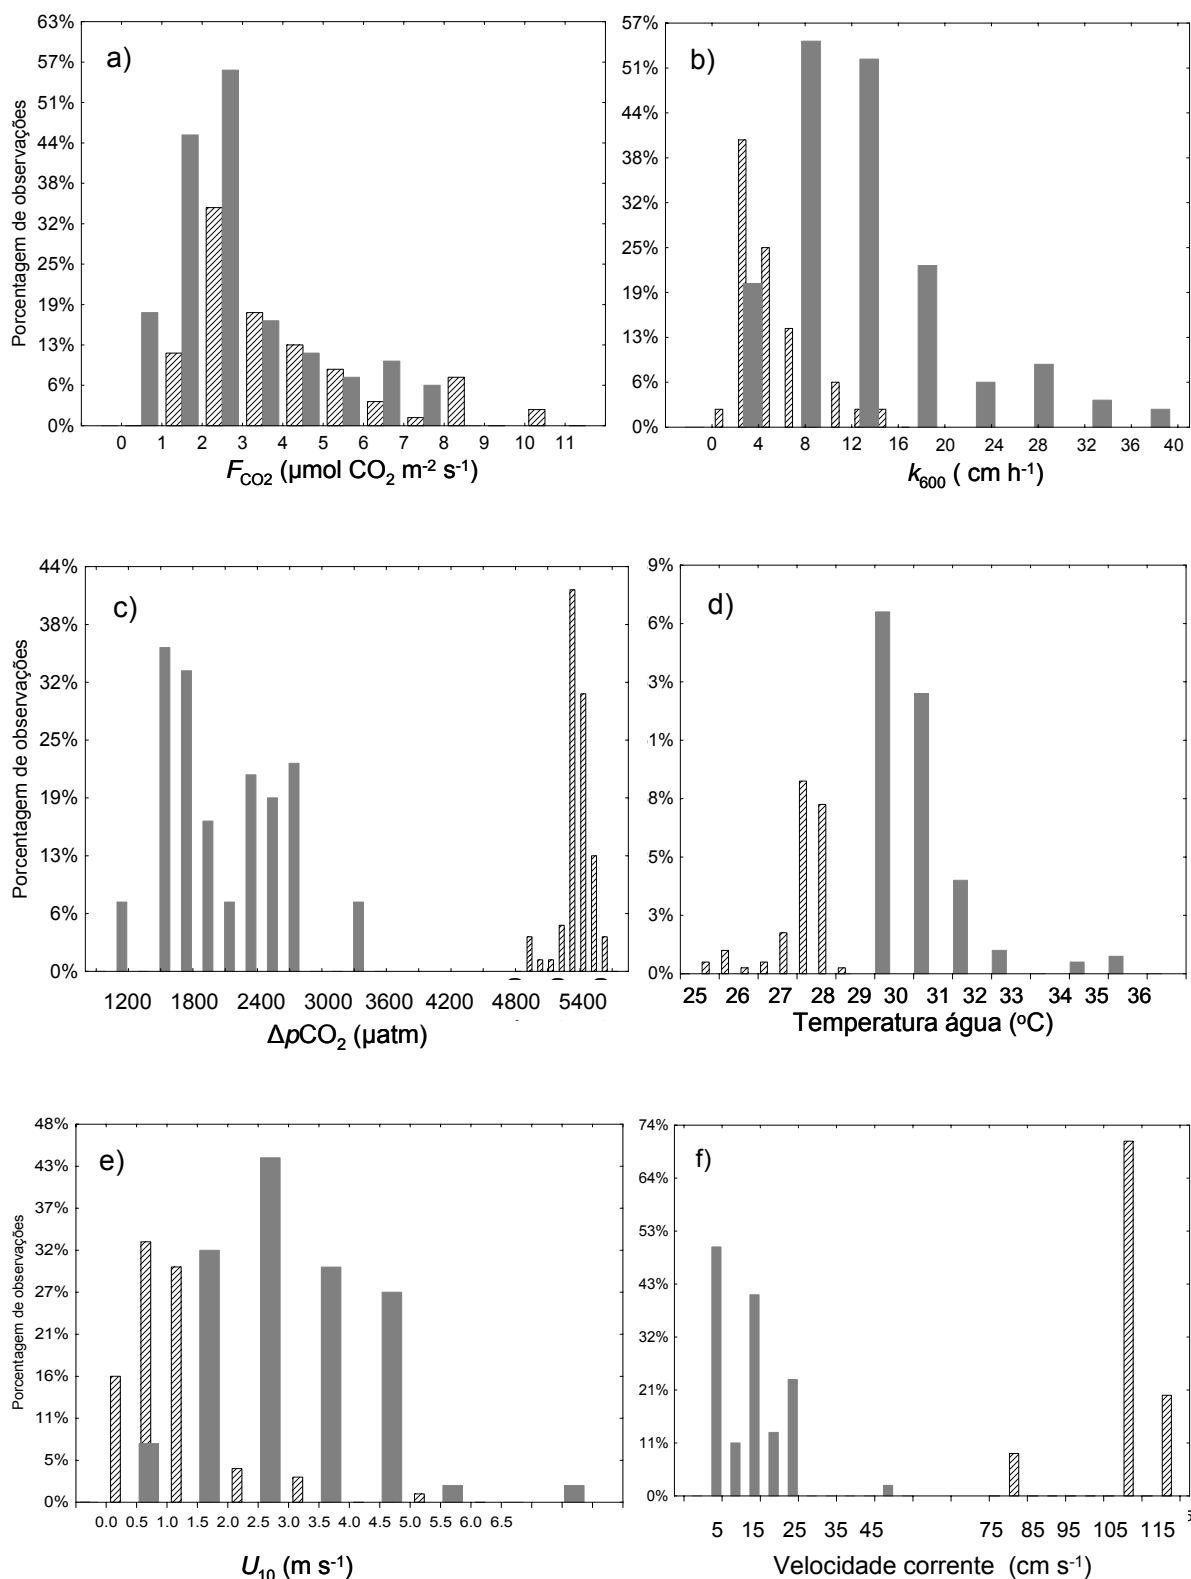 a)
Porcentagem de observações
63%
57%
51%
44%
38%
32%
25%
19%
13%
6%
0%
0 1 2 3 4 5 6 7 8 9 10 11
F_CO2 (µmol CO₂ m⁻² s⁻¹)
b)
57%
51%
44%
38%
32%
25%
19%
13%
6%
0%
0 4 8 12 16 20 24 28 32 36 40
k₆₀₀ ( cm h⁻¹)
c)
Porcentagem de observações
44%
38%
32%
25%
19%
13%
6%
0%
1200 1800 2400 3000 3600 4200 4800 5400
ΔpCO₂ (µatm)
d)
9%
6%
3%
1%
8%
5%
3%
0%
25 26 27 28 29 30 31 32 33 34 35 36
Temperatura água (ºC)
e)
Porcentagem de observações
48%
43%
37%
32%
27%
21%
16%
11%
5%
0%
0.0 0.5 1.0 1.5 2.0 2.5 3.0 3.5 4.0 4.5 5.0 5.5 6.0 6.5
U₁₀ (m s⁻¹)
f)
74%
64%
53%
43%
32%
21%
11%
0%
5 15 25 35 45 75 85 95 105 115
Velocidade corrente (cm s⁻¹)